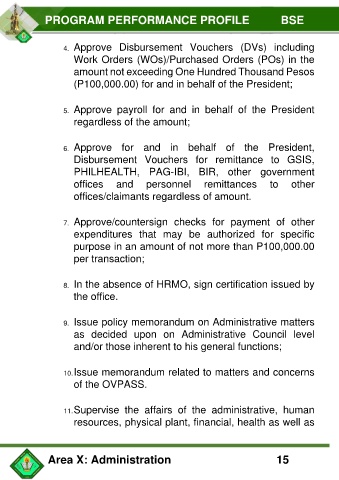 PROGRAM PERFORMANCE PROFILE BSE
4. Approve Disbursement Vouchers (DVs) including
Work Orders (WOs)/Purchased Orders (POs) in the
amount not exceeding One Hundred Thousand Pesos
(P100,000.00) for and in behalf of the President;
5. Approve payroll for and in behalf of the President
regardless of the amount;
6. Approve for and in behalf of the President,
Disbursement Vouchers for remittance to GSIS,
PHILHEALTH, PAG-IBI, BIR, other government
offices and personnel remittances to other
offices/claimants regardless of amount.
7. Approve/countersign checks for payment of other
expenditures that may be authorized for specific
purpose in an amount of not more than P100,000.00
per transaction;
8. In the absence of HRMO, sign certification issued by
the office.
9. Issue policy memorandum on Administrative matters
as decided upon on Administrative Council level
and/or those inherent to his general functions;
10. Issue memorandum related to matters and concerns
of the OVPASS.
11. Supervise the affairs of the administrative, human
resources, physical plant, financial, health as well as
Area X: Administration 15